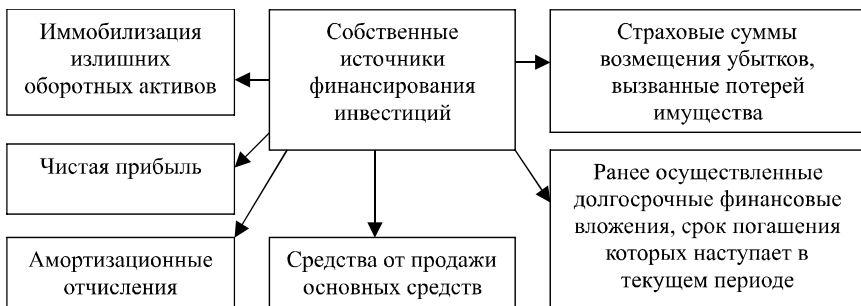 Иммобилизация
излишних
оборотных активов
Собственные
источники
финансирования
инвестиций
Страховые суммы
возмещения убытков,
вызванные потерей
имущества
Чистая прибыль
Ранее осуществленные
долгосрочные финансовые
вложения, срок погашения
которых наступает в
текущем периоде
Амортизационные
отчисления
Средства от продажи
основных средств